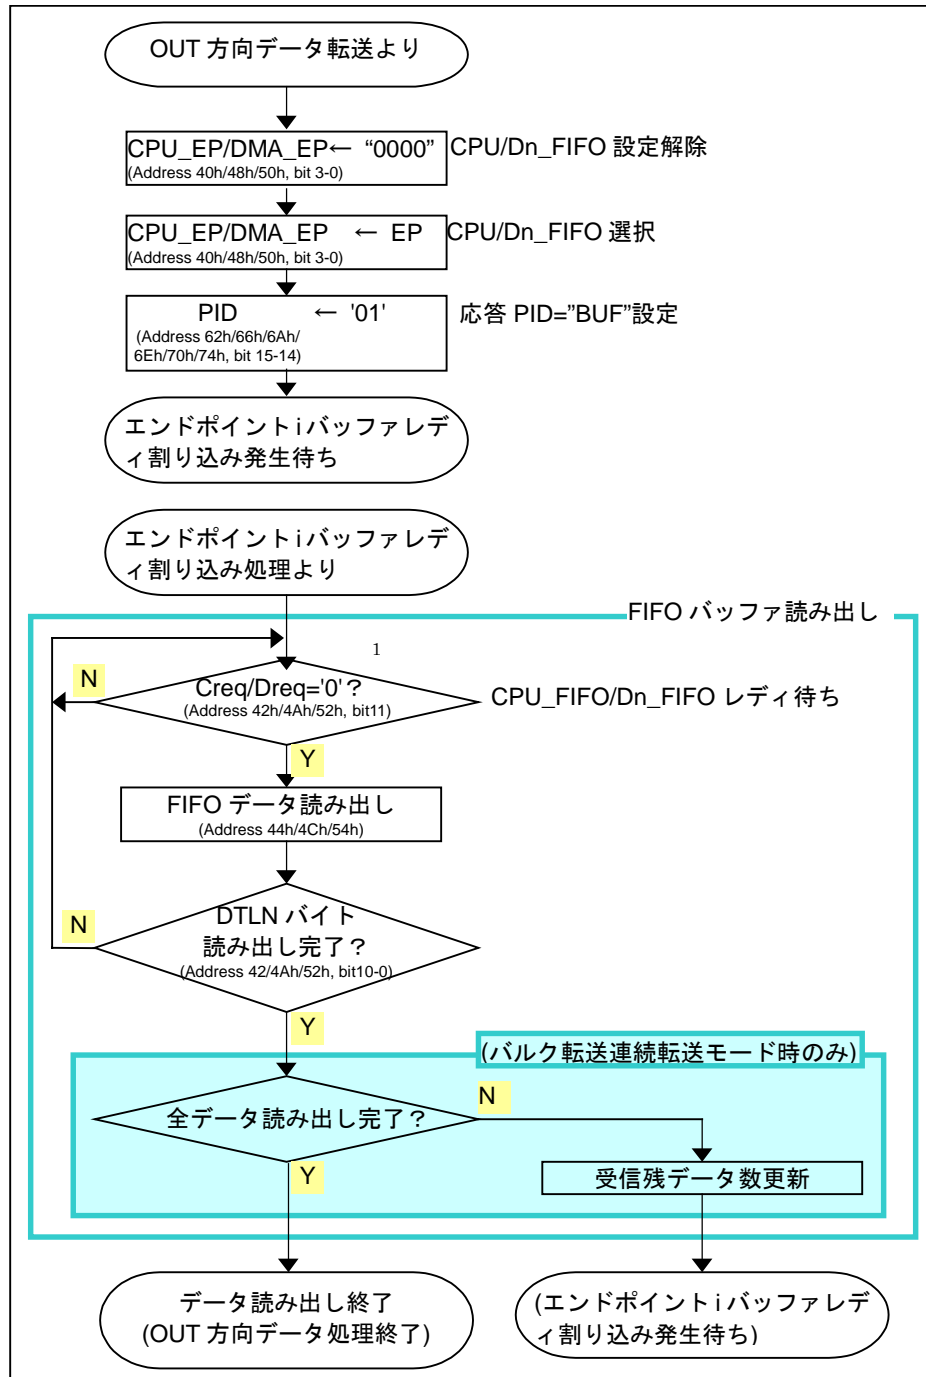 OUT 方向データ転送より
CPU_EP/DMA_EP← “0000”
(Address 40h/48h/50h, bit 3-0)
CPU/Dn_FIFO 設定解除
CPU_EP/DMA_EP ← EP
(Address 40h/48h/50h, bit 3-0)
CPU/Dn_FIFO 選択
PID ← '01'
(Address 62h/66h/6Ah/
6Eh/70h/74h, bit 15-14)
応答 PID=”BUF”設定
エンドポイント i バッファレデ
ィ割り込み発生待ち
エンドポイント i バッファレデ
ィ割り込み処理より
FIFO バッファ読み出し
1
N
Creq/Dreq='0'？
(Address 42h/4Ah/52h, bit11)
CPU_FIFO/Dn_FIFO レディ待ち
Y
FIFO データ読み出し
(Address 44h/4Ch/54h)
N
DTLN バイト
読み出し完了？
(Address 42/4Ah/52h, bit10-0)
Y
(バルク転送連続転送モード時のみ)
全データ読み出し完了？
N
Y
受信残データ数更新
データ読み出し終了
(OUT 方向データ処理終了)
(エンドポイント i バッファレデ
ィ割り込み発生待ち)